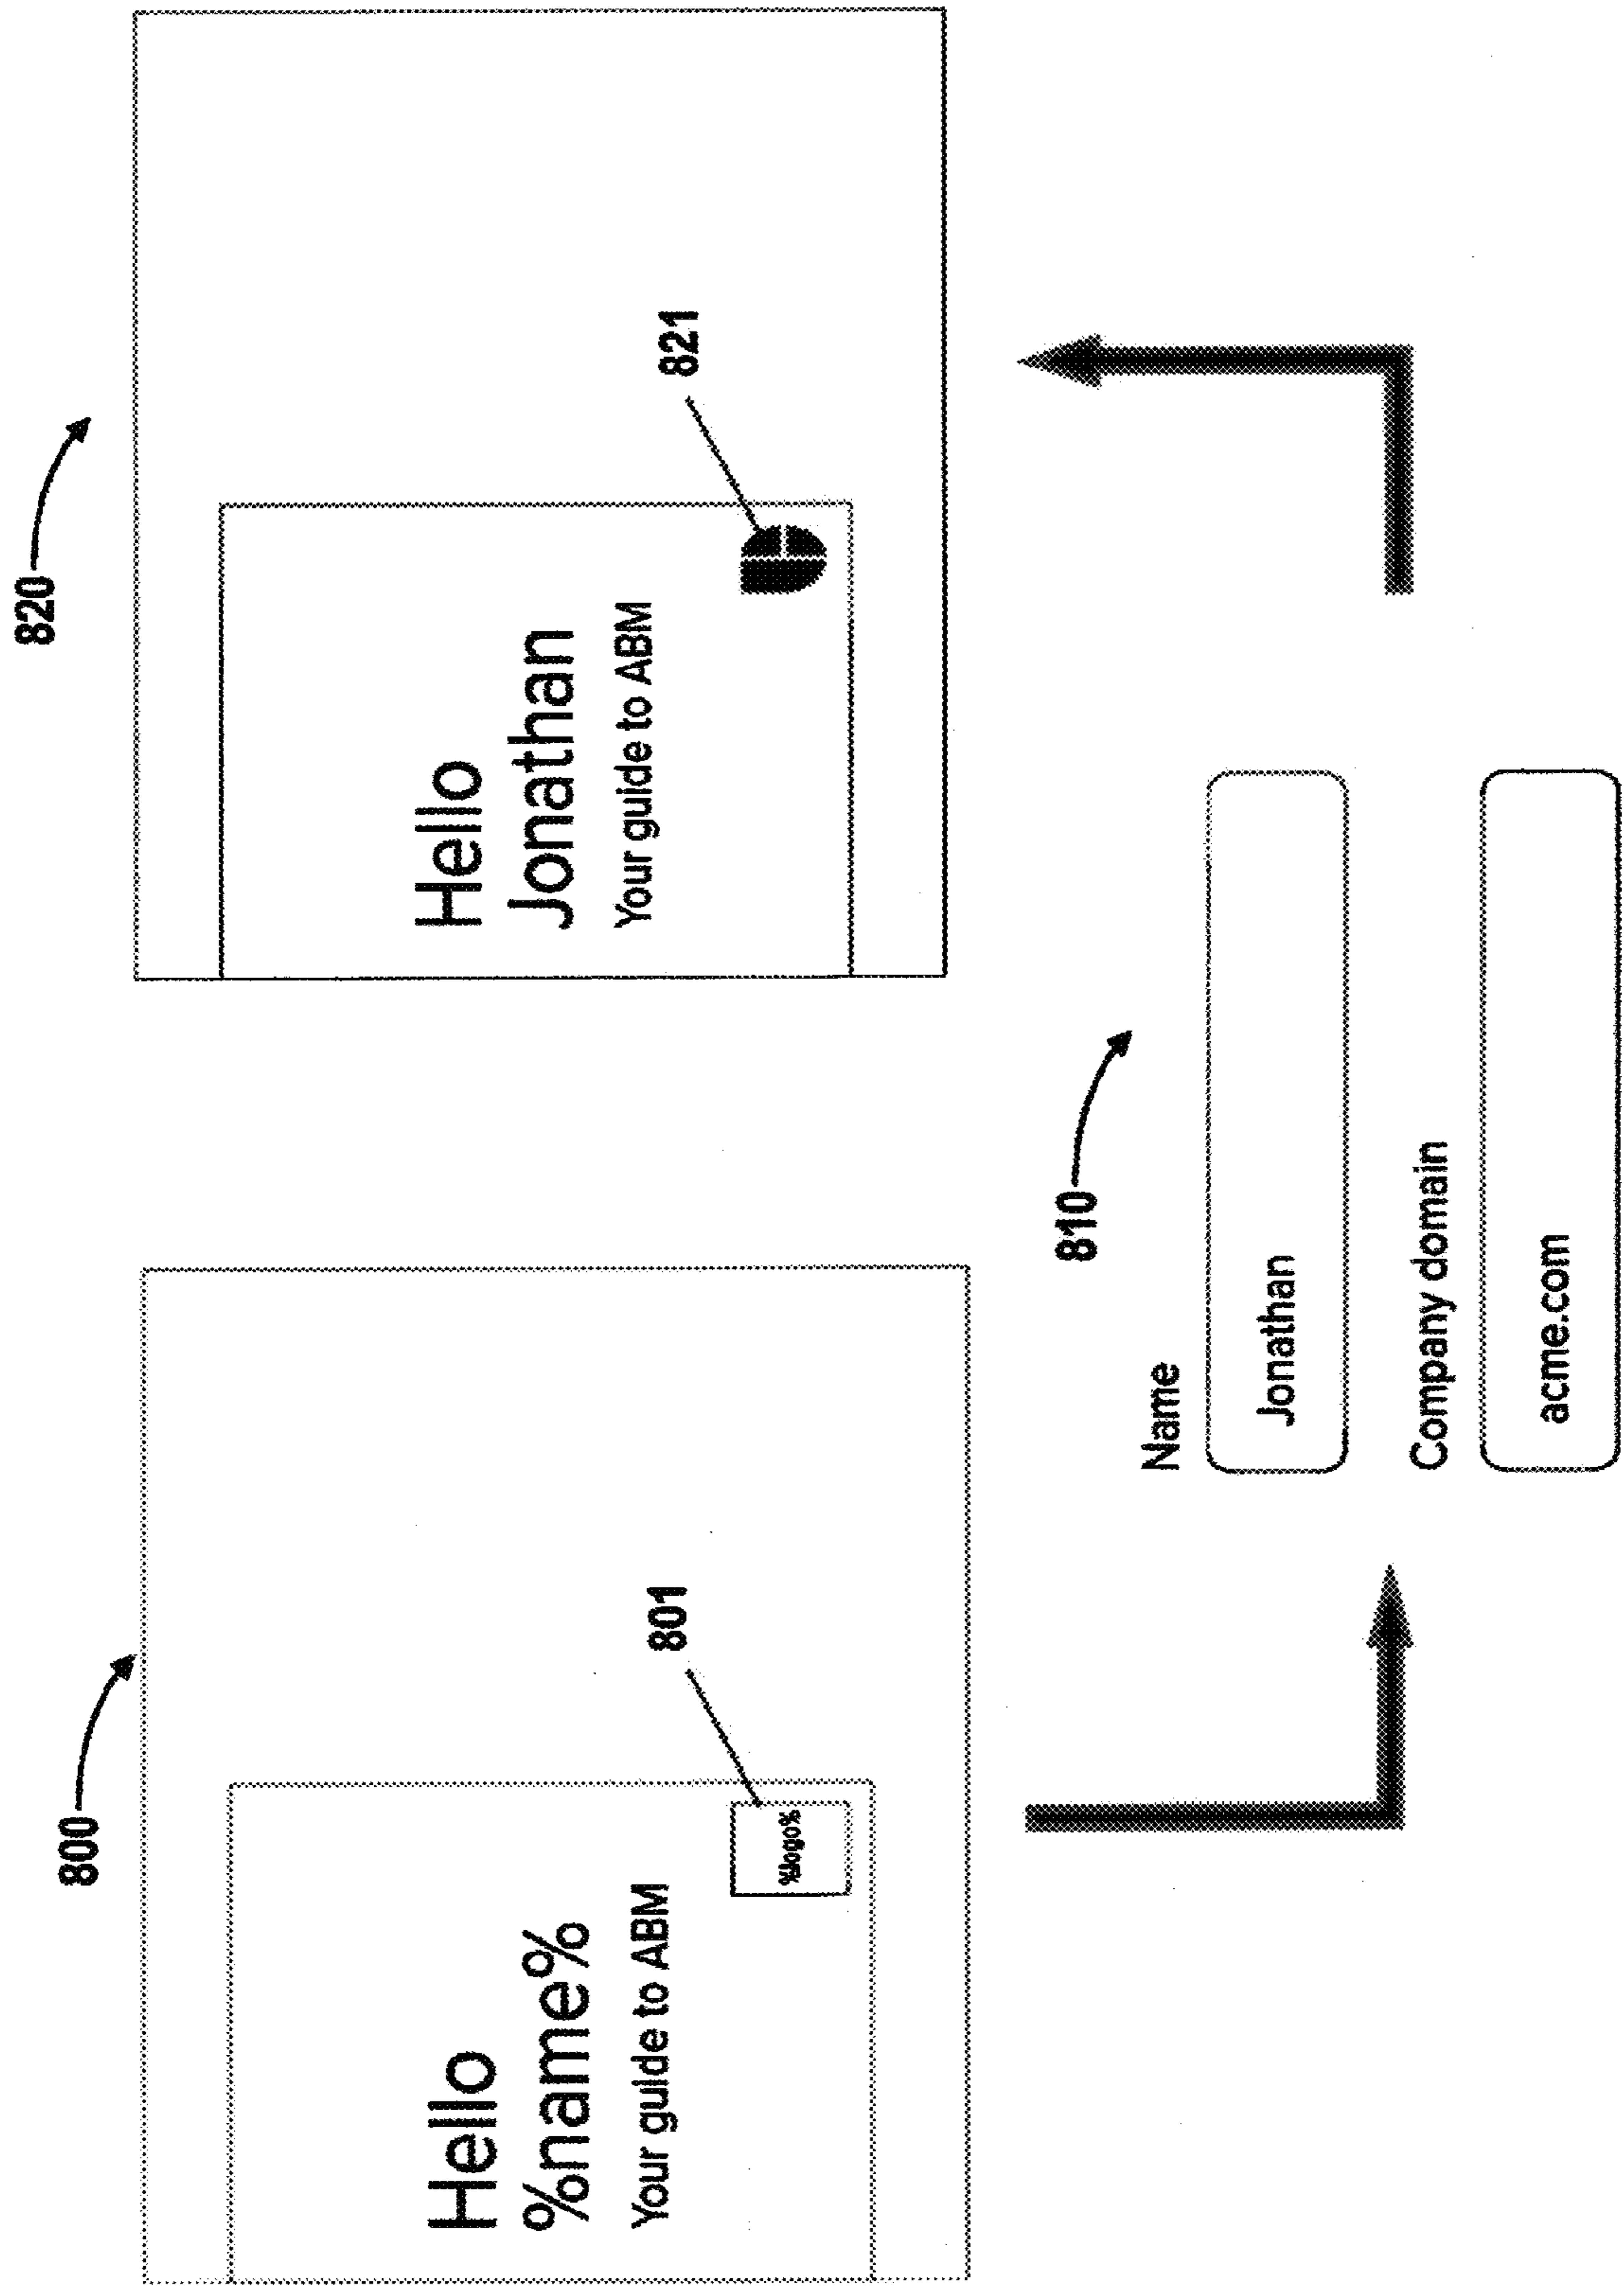 800
Hello
%name%
Your guide to ABM
%logo%
801
810
Name
Jonathan
Company domain
acme.com
820
Hello
Jonathan
Your guide to ABM
821